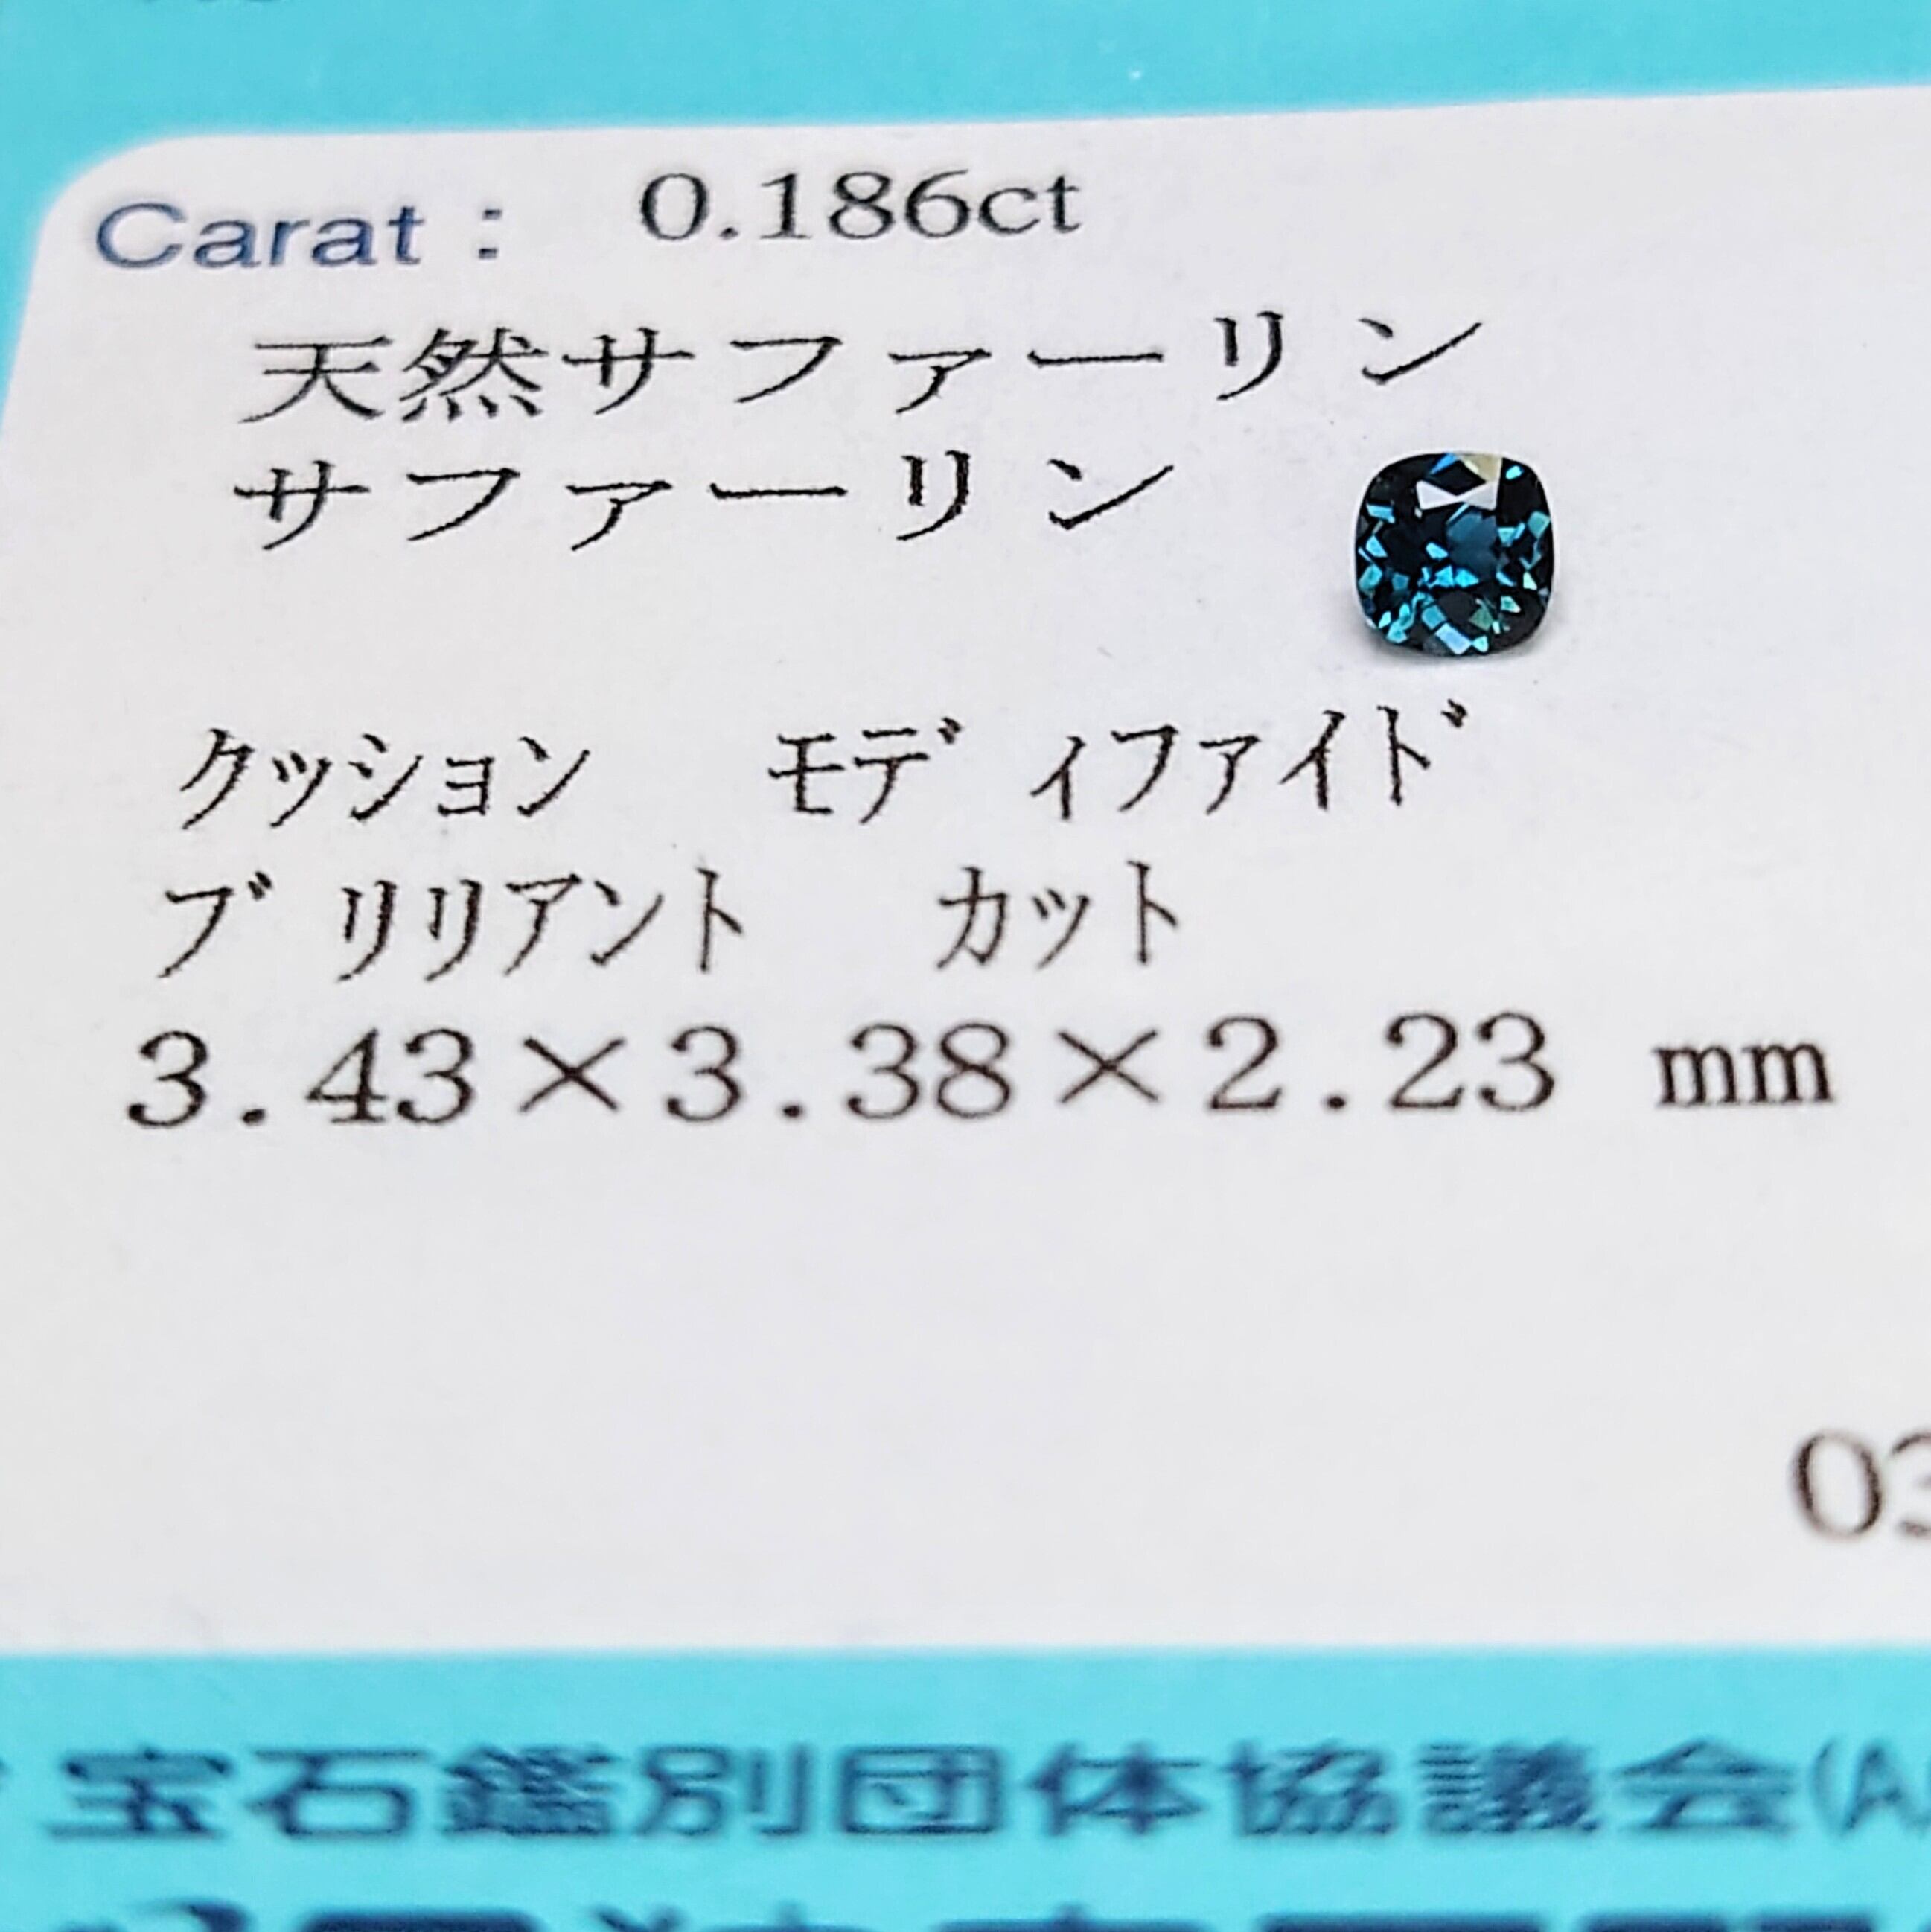 Carat : 0.186ct
天然サファーリン
サファーリン
クッション モディファイド
ブリリアント カット
3.43×3.38×2.23 mm
03
宝石鑑別団体協議会(A